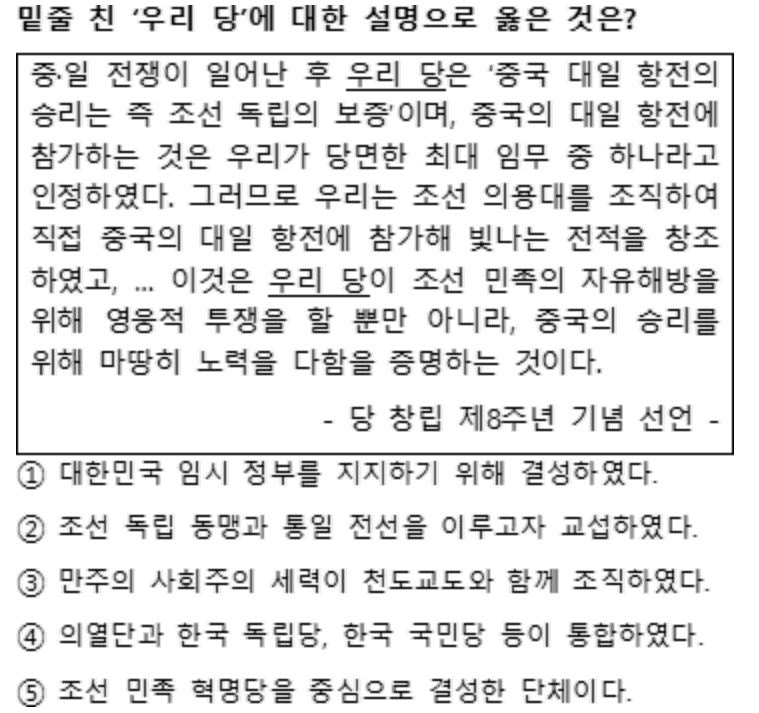 밑줄 친 '우리 당'에 대한 설명으로 옳은 것은?
중·일 전쟁이 일어난 후 우리 당은 '중국 대일 항전의
승리는 즉 조선 독립의 보증'이며, 중국의 대일 항전에
참가하는 것은 우리가 당면한 최대 임무 중 하나라고
인정하였다. 그러므로 우리는 조선 의용대를 조직하여
직접 중국의 대일 항전에 참가해 빛나는 전적을 창조
하였고, ... 이것은 우리 당이 조선 민족의 자유해방을
위해 영웅적 투쟁을 할 뿐만 아니라, 중국의 승리를
위해 마땅히 노력을 다함을 증명하는 것이다.
- 당 창립 제8주년 기념 선언 -
① 대한민국 임시 정부를 지지하기 위해 결성하였다.
② 조선 독립 동맹과 통일 전선을 이루고자 교섭하였다.
③ 만주의 사회주의 세력이 천도교도와 함께 조직하였다.
④ 의열단과 한국 독립당, 한국 국민당 등이 통합하였다.
⑤ 조선 민족 혁명당을 중심으로 결성한 단체이다.